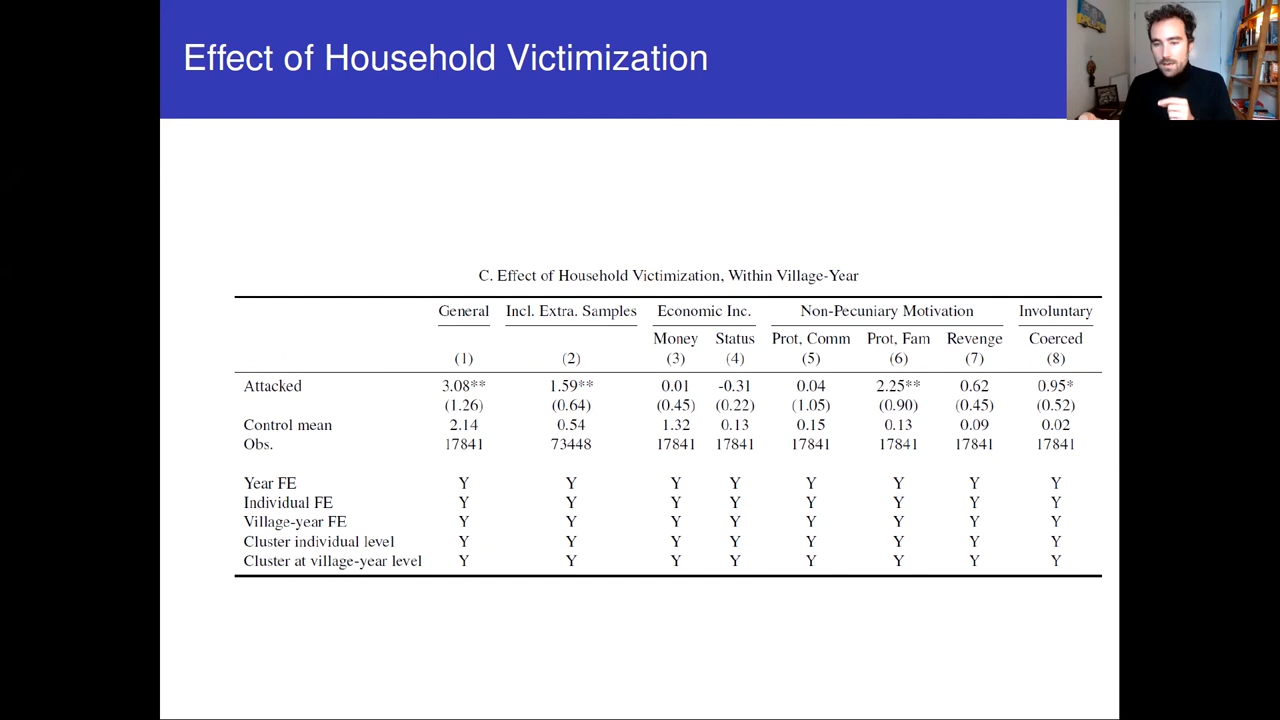 Effect of Household Victimization
C. Effect of Household Victimization, Within Village-Year
General Incl. Extra. Samples Economic Inc. Non-Pecuniary Motivation Involuntary
Money Status Prot, Comm Prot, Fam Revenge Coerced
(1) (2) (3) (4) (5) (6) (7) (8)
Attacked 3.08** 1.59** 0.01 -0.31 0.04 2.25** 0.62 0.95*
(1.26) (0.64) (0.45) (0.22) (1.05) (0.90) (0.45) (0.52)
Control mean 2.14 0.54 1.32 0.13 0.15 0.13 0.09 0.02
Obs. 17841 73448 17841 17841 17841 17841 17841 17841
Year FE Y Y Y Y Y Y Y Y
Individual FE Y Y Y Y Y Y Y Y
Village-year FE Y Y Y Y Y Y Y Y
Cluster individual level Y Y Y Y Y Y Y Y
Cluster at village-year level Y Y Y Y Y Y Y Y